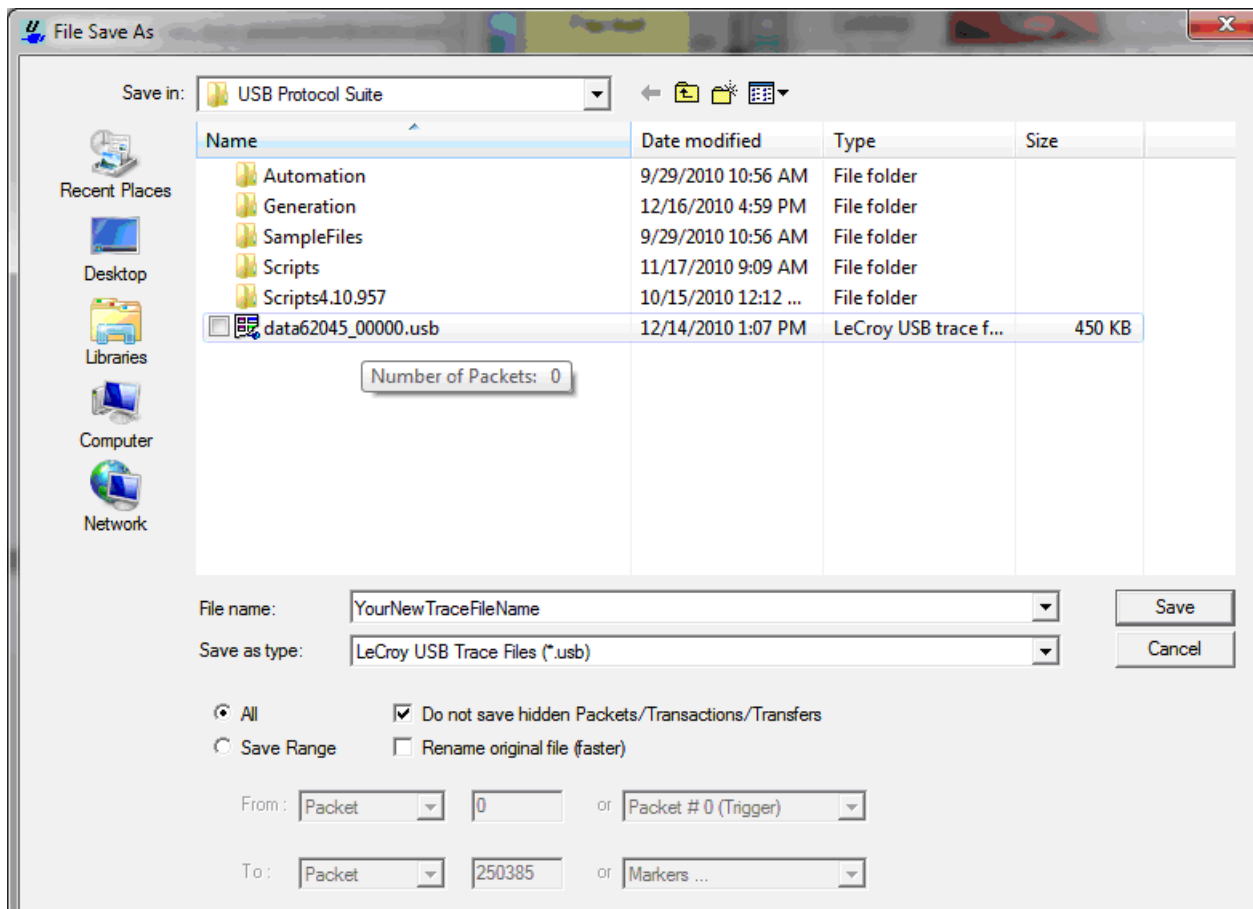 File Save As
Save in: USB Protocol Suite
Name Date modified Type Size
Automation 9/29/2010 10:56 AM File folder
Generation 12/16/2010 4:59 PM File folder
SampleFiles 9/29/2010 10:56 AM File folder
Scripts 11/17/2010 9:09 AM File folder
Scripts4.10.957 10/15/2010 12:12 ... File folder
data62045_00000.usb 12/14/2010 1:07 PM LeCroy USB trace f... 450 KB
Number of Packets: 0
Recent Places
Desktop
Libraries
Computer
Network
File name: YourNewTraceFileName Save
Save as type: LeCroy USB Trace Files (*.usb) Cancel
All Do not save hidden Packets/Transactions/Transfers
Save Range Rename original file (faster)
From : Packet 0 or Packet # 0 (Trigger)
To : Packet 250385 or Markers ...